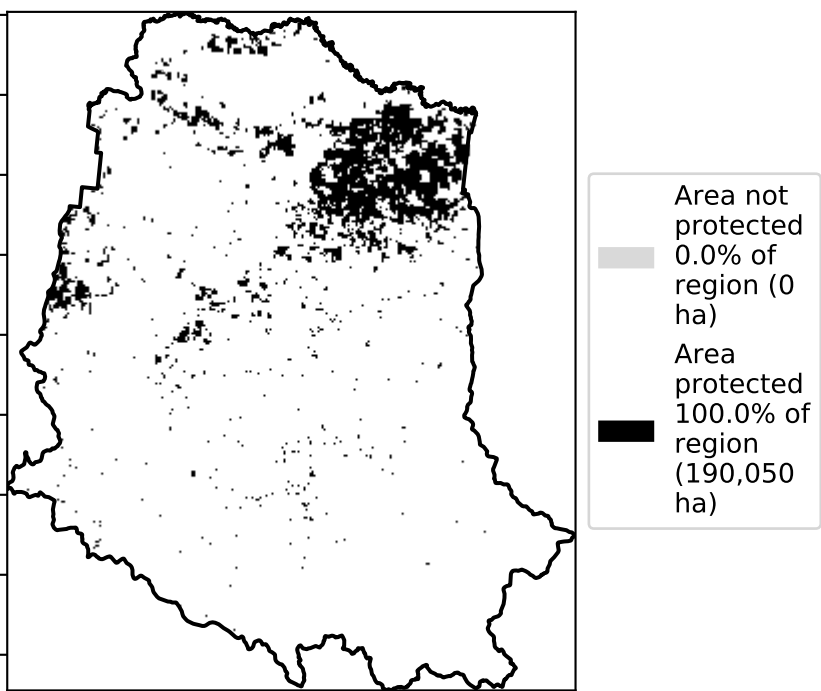 Area not
protected
0.0% of
region (0
ha)
Area
protected
100.0% of
region
(190,050
ha)